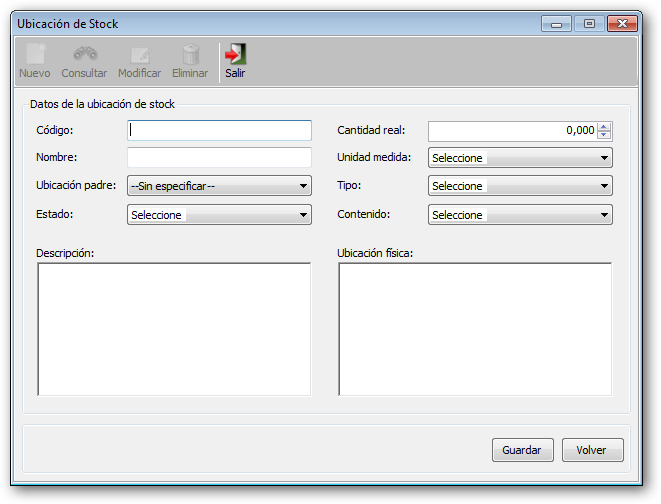 Ubicación de Stock
Nuevo Consultar Modificar Eliminar Salir
Datos de la ubicación de stock
Código: Cantidad real: 0,000
Nombre: Unidad medida: Seleccione
Ubicación padre: --Sin especificar-- Tipo: Seleccione
Estado: Seleccione Contenido: Seleccione
Descripción: Ubicación física:
Guardar Volver